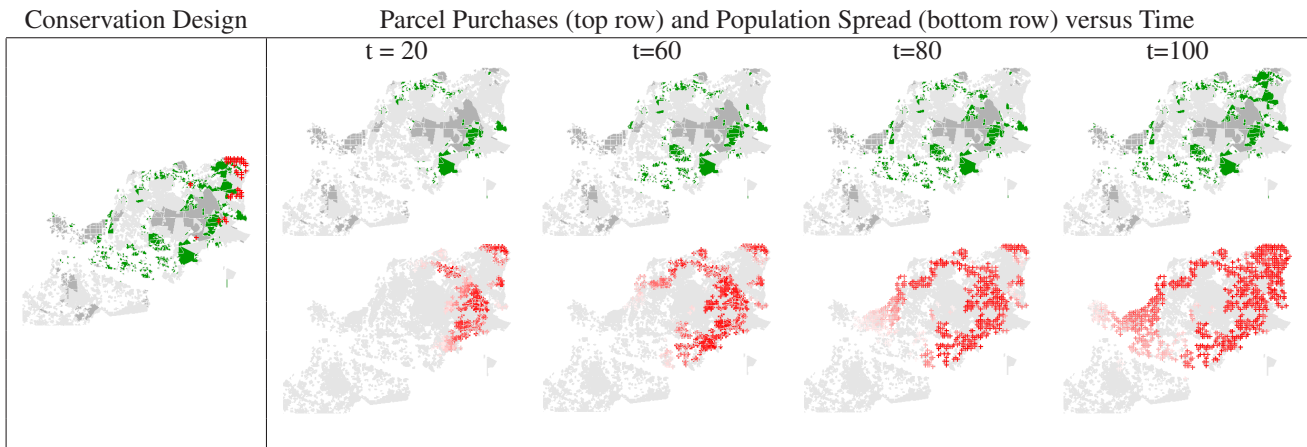 Conservation Design
Parcel Purchases (top row) and Population Spread (bottom row) versus Time
t = 20
t=60
t=80
t=100